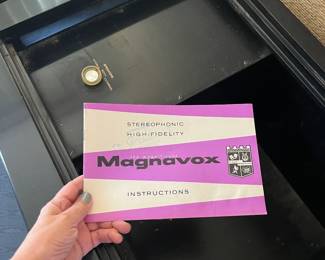 STEREOPHONIC
HIGH-FIDELITY
Magnavox
INSTRUCTIONS